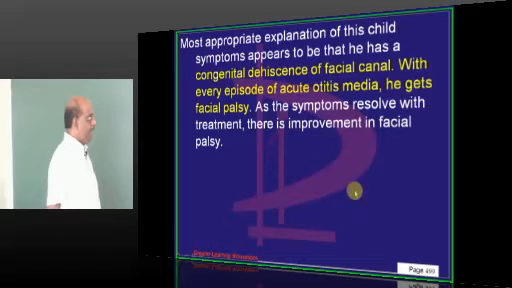 Most appropriate explanation of this child
symptoms appears to be that he has a
congenital dehiscence of facial canal. With
every episode of acute otitis media, he gets
facial palsy. As the symptoms resolve with
treatment, there is improvement in facial
palsy.
Page 499